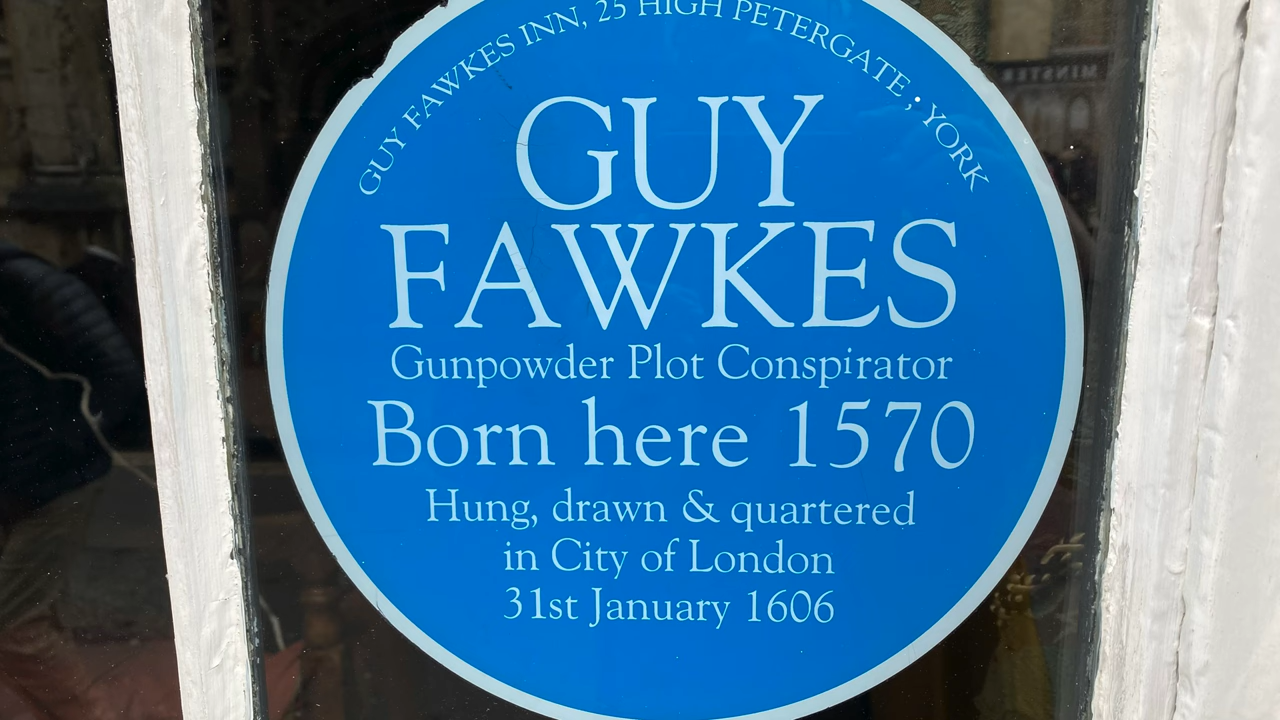 GUY FAWKES INN, 25 HIGH PETERGATE, YORK
GUY
FAWKES
Gunpowder Plot Conspirator
Born here 1570
Hung, drawn & quartered
in City of London
31st January 1606
MINSTER